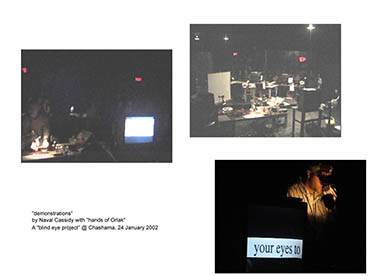 your eyes to
"demonstrations"
by Naval Cassidy with "hands of Orlak"
A "blind eye project" @ Chashama, 24 January 2002